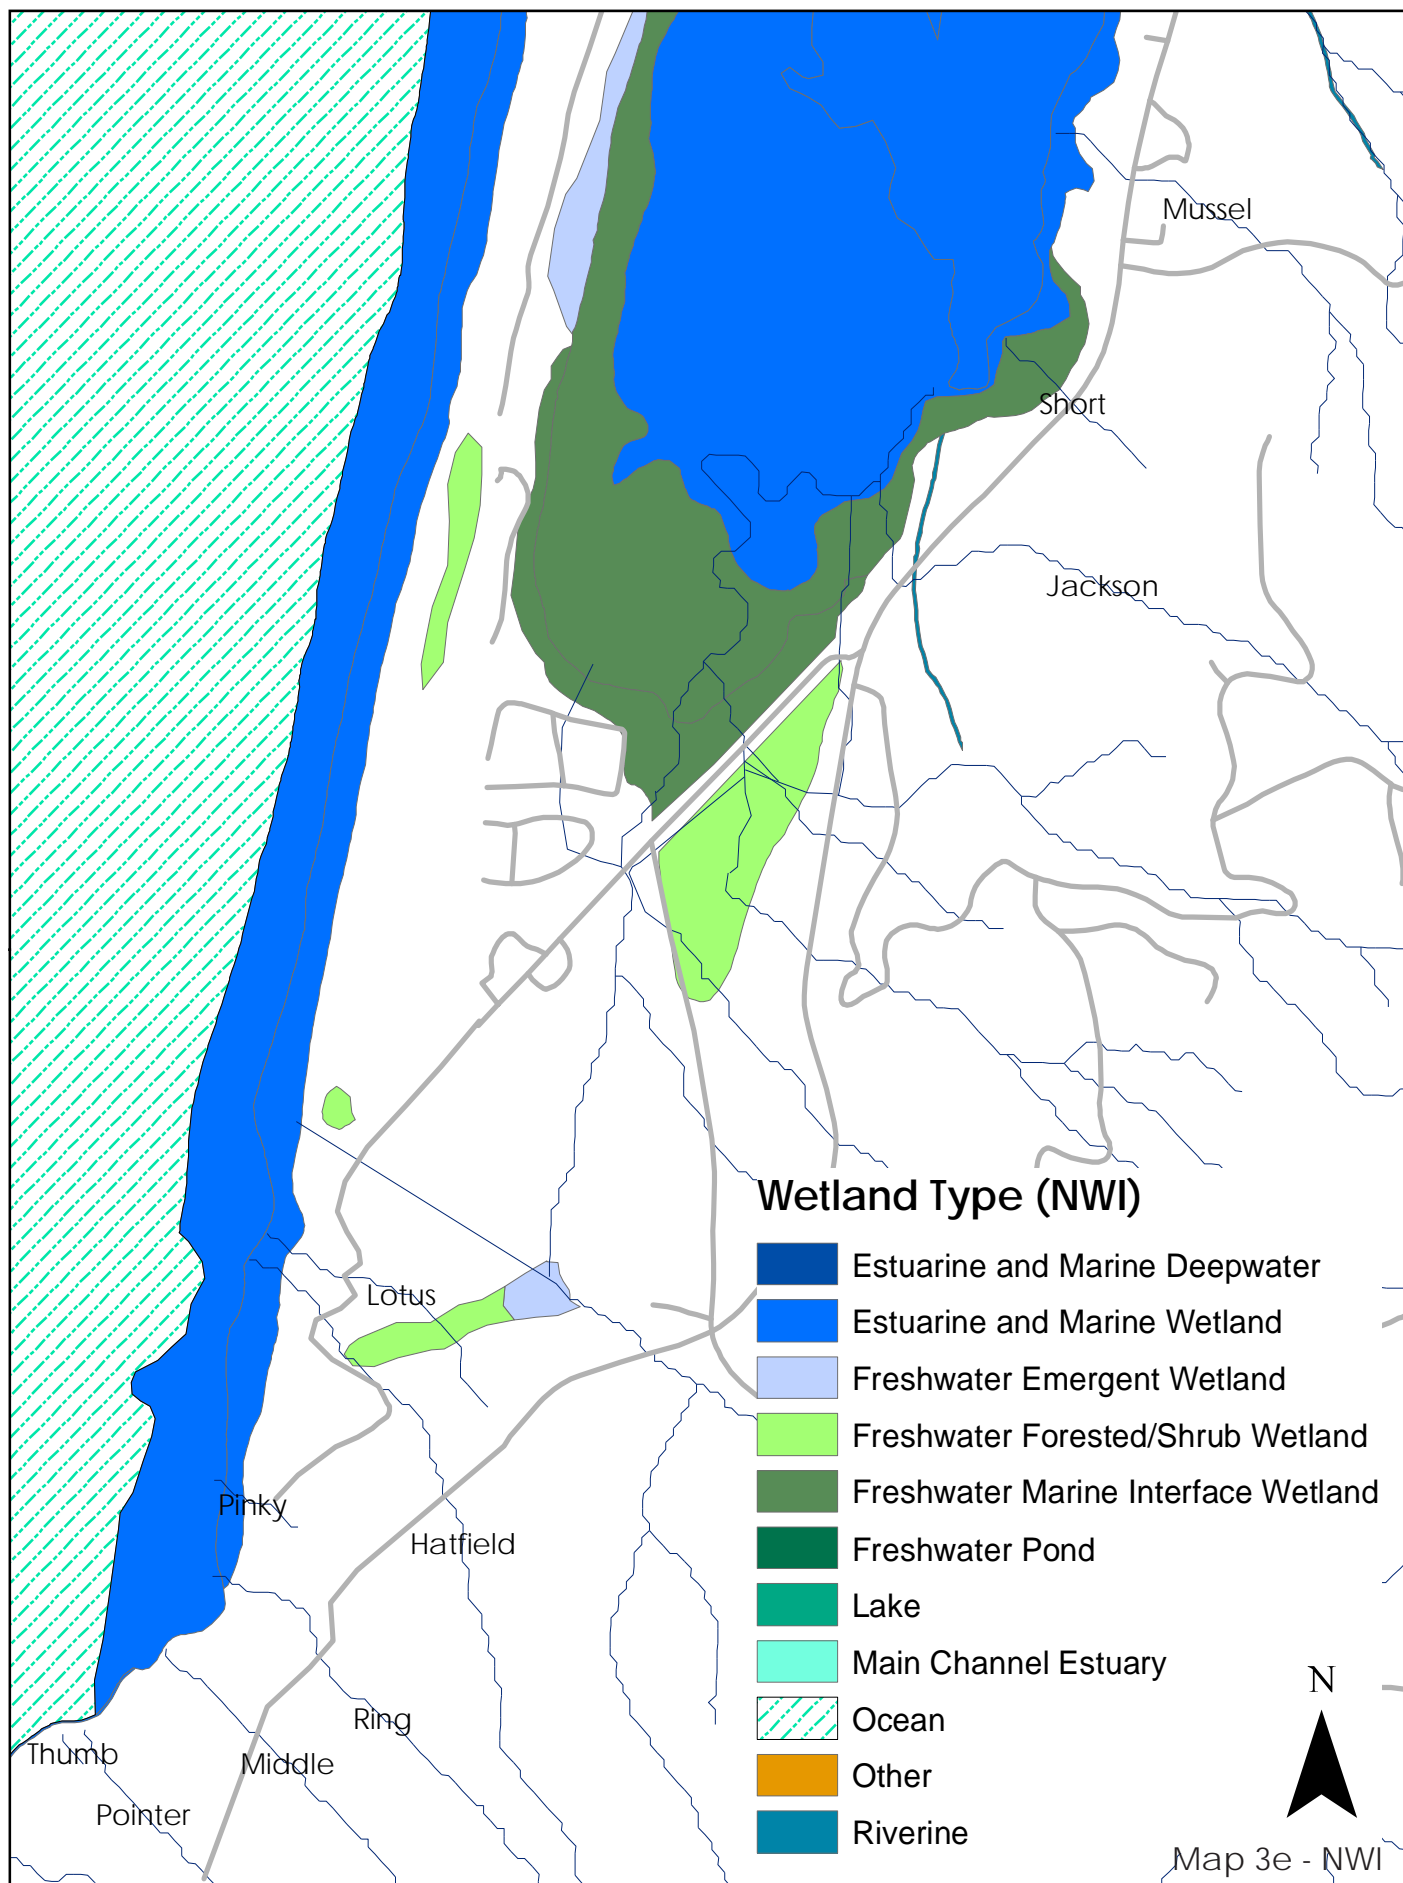 Mussel
Short
Jackson
Wetland Type (NWI)
Estuarine and Marine Deepwater
Lotus
Estuarine and Marine Wetland
Freshwater Emergent Wetland
Freshwater Forested/Shrub Wetland
Freshwater Marine Interface Wetland
Pinky
Hatfield
Freshwater Pond
Lake
Main Channel Estuary
N
Ring
Ocean
Thumb
Middle
Other
Pointer
Riverine
Map 3e - NWI